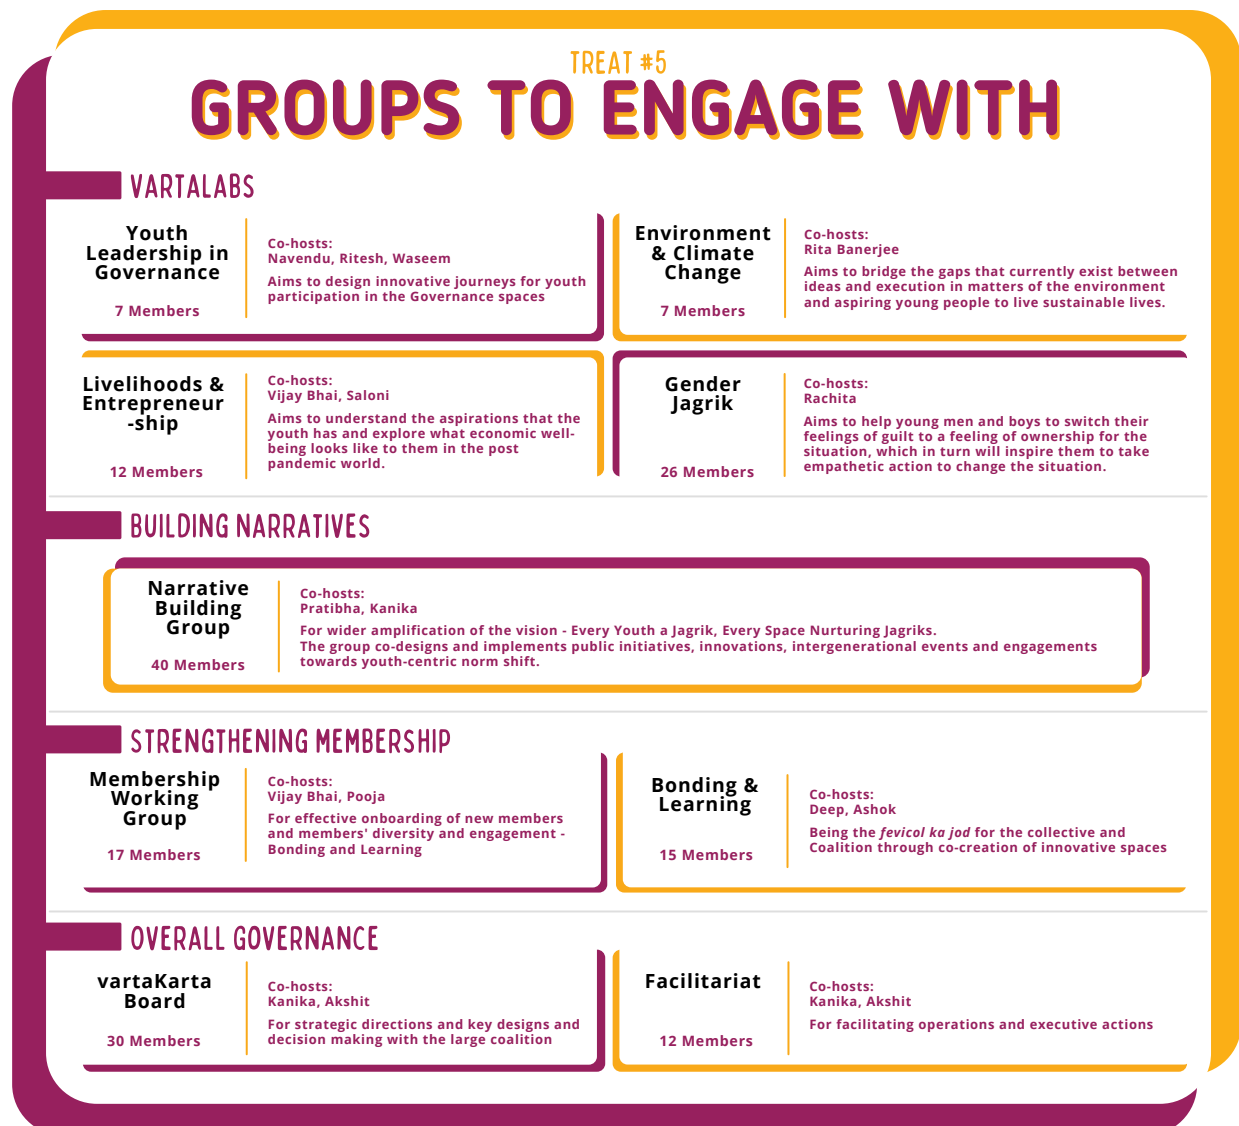 TREAT #5
GROUPS TO ENGAGE WITH
VARTALABS
Youth
Leadership in
Governance
7 Members
Co-hosts:
Navendu, Ritesh, Waseem
Aims to design innovative journeys for youth
participation in the Governance spaces
Environment
& Climate
Change
7 Members
Co-hosts:
Rita Banerjee
Aims to bridge the gaps that currently exist between
ideas and execution in matters of the environment
and aspiring young people to live sustainable lives.
Livelihoods &
Entrepreneur
-ship
12 Members
Co-hosts:
Vijay Bhai, Saloni
Aims to understand the aspirations that the
youth has and explore what economic well-
being looks like to them in the post
pandemic world.
Gender
Jagrik
26 Members
Co-hosts:
Rachita
Aims to help young men and boys to switch their
feelings of guilt to a feeling of ownership for the
situation, which in turn will inspire them to take
empathetic action to change the situation.
BUILDING NARRATIVES
Narrative
Building
Group
40 Members
Co-hosts:
Pratibha, Kanika
For wider amplification of the vision - Every Youth a Jagrik, Every Space Nurturing Jagriks.
The group co-designs and implements public initiatives, innovations, intergenerational events and engagements
towards youth-centric norm shift.
STRENGTHENING MEMBERSHIP
Membership
Working
Group
17 Members
Co-hosts:
Vijay Bhai, Pooja
For effective onboarding of new members
and members' diversity and engagement -
Bonding and Learning
Bonding &
Learning
15 Members
Co-hosts:
Deep, Ashok
Being the fevicol ka jod for the collective and
Coalition through co-creation of innovative spaces
OVERALL GOVERNANCE
vartaKarta
Board
30 Members
Co-hosts:
Kanika, Akshit
For strategic directions and key designs and
decision making with the large coalition
Facilitariat
12 Members
Co-hosts:
Kanika, Akshit
For facilitating operations and executive actions